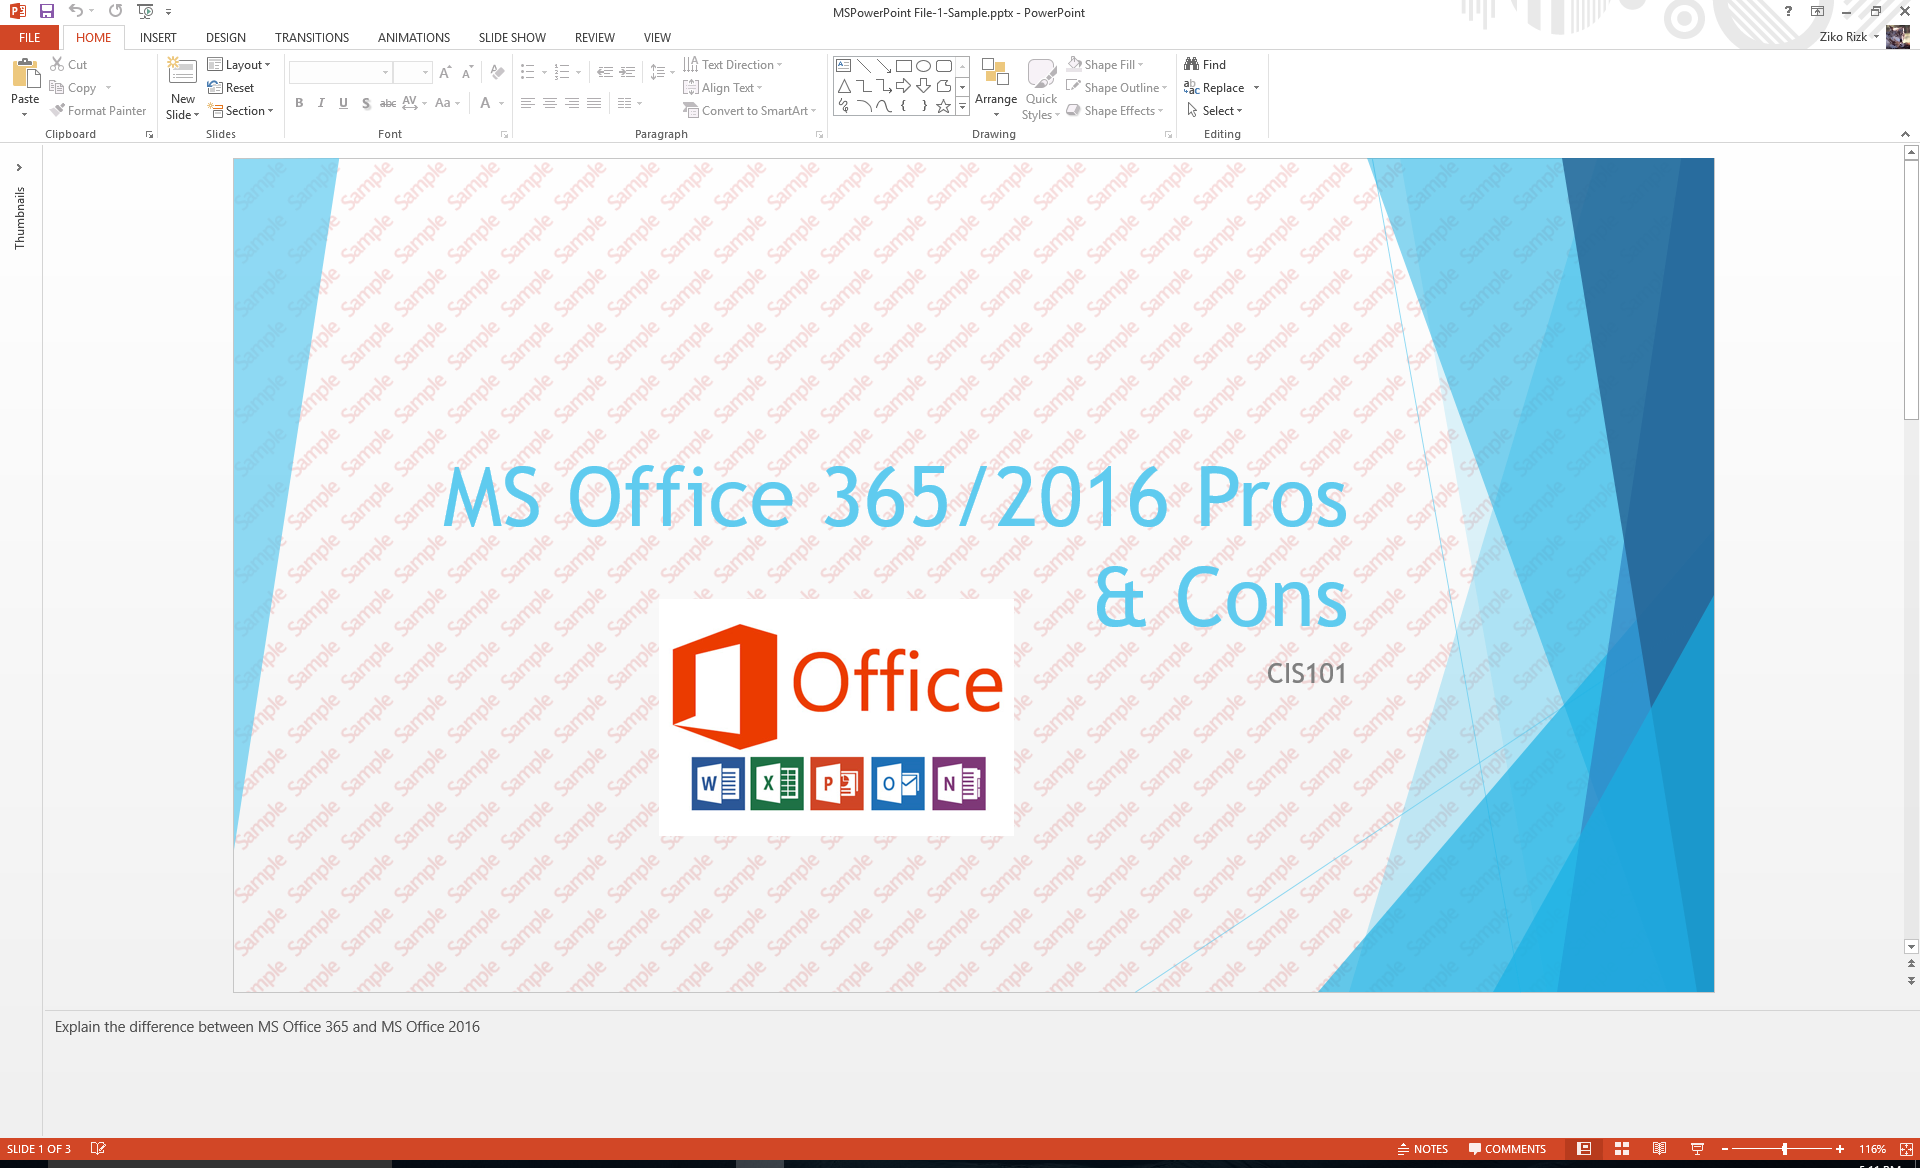 MSPowerPoint File-1-Sample.pptx - PowerPoint
FILE HOME INSERT DESIGN TRANSITIONS ANIMATIONS SLIDE SHOW REVIEW VIEW
Ziko Rizk
Paste
Cut
Copy
Format Painter
Clipboard
New
Slide
Layout
Reset
Section
Slides
B I U S abc AV Aa A
Font
Text Direction
Align Text
Convert to SmartArt
Paragraph
Arrange
Quick
Styles
Shape Fill
Shape Outline
Shape Effects
Drawing
Find
Replace
Select
Editing
Thumbnails
Sample
MS Office 365/2016 Pros
& Cons
CIS101
Office
W X P O N
Explain the difference between MS Office 365 and MS Office 2016
SLIDE 1 OF 3
NOTES COMMENTS 116%